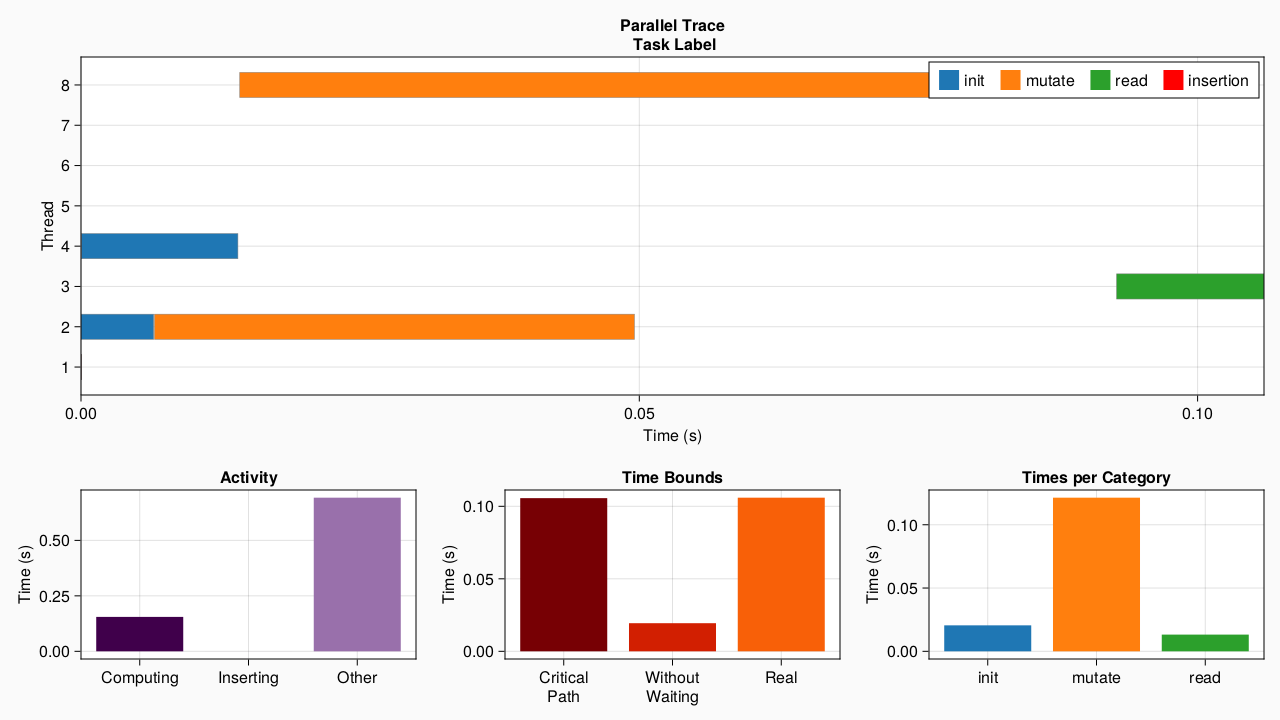 Parallel Trace
Task Label
init mutate read insertion
8
7
6
5
4
3
2
1
Thread
0.00 0.05 0.10
Time (s)
Activity
Time (s)
0.50
0.25
0.00
Computing Inserting Other
Time Bounds
Time (s)
0.10
0.05
0.00
Critical Without Real
Path Waiting
Times per Category
Time (s)
0.10
0.05
0.00
init mutate read